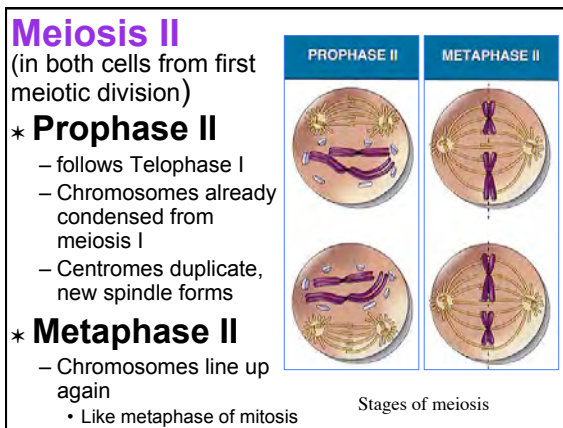 Meiosis II
(in both cells from first
meiotic division)
* Prophase II
– follows Telophase I
– Chromosomes already
condensed from
meiosis I
– Centromes duplicate,
new spindle forms
* Metaphase II
– Chromosomes line up
again
• Like metaphase of mitosis
PROPHASE II
METAPHASE II
Stages of meiosis